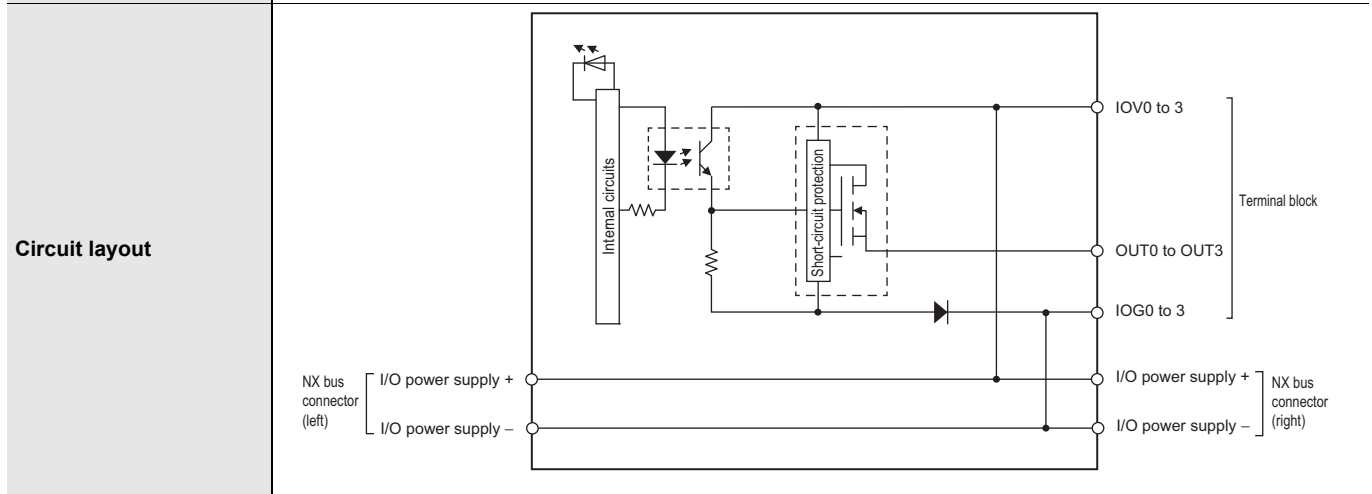 Circuit layout
Internal circuits
Short-circuit protection
IOV0 to 3
OUT0 to OUT3
IOG0 to 3
Terminal block
NX bus
connector
(left)
I/O power supply +
I/O power supply −
I/O power supply +
I/O power supply −
NX bus
connector
(right)